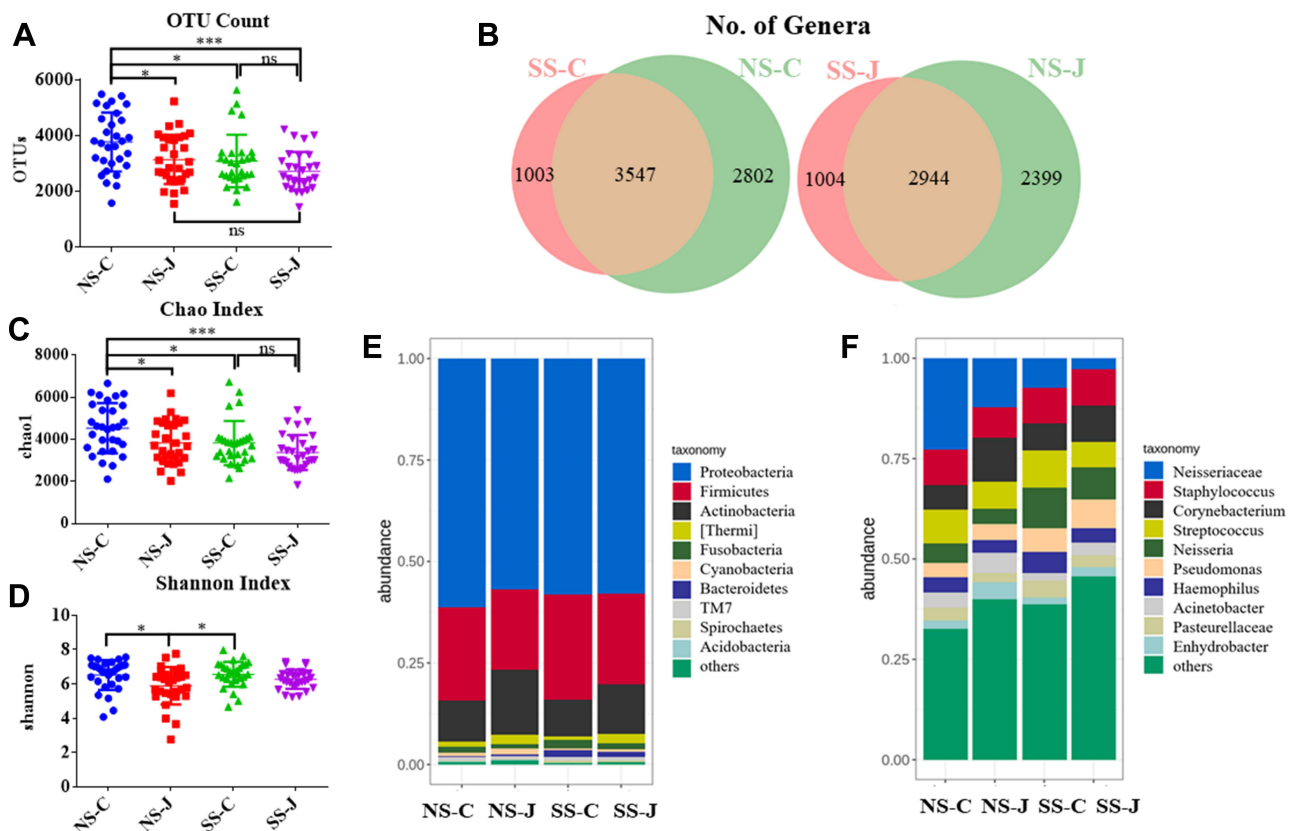 A
OTU Count
***
*
ns
*
6000
4000
2000
0
OTUs
ns
NS-C
NS-J
SS-C
SS-J
B
No. of Genera
SS-C
NS-C
SS-J
NS-J
1003
3547
2802
1004
2944
2399
C
Chao Index
***
*
ns
*
8000
6000
4000
2000
0
chao1
NS-C
NS-J
SS-C
SS-J
D
Shannon Index
*
*
10
8
6
4
2
0
shannon
NS-C
NS-J
SS-C
SS-J
E
1.00
0.75
0.50
0.25
0.00
abundance
NS-C
NS-J
SS-C
SS-J
taxonomy
Proteobacteria
Firmicutes
Actinobacteria
[Thermi]
Fusobacteria
Cyanobacteria
Bacteroidetes
TM7
Spirochaetes
Acidobacteria
others
F
1.00
0.75
0.50
0.25
0.00
abundance
NS-C
NS-J
SS-C
SS-J
taxonomy
Neisseriaceae
Staphylococcus
Corynebacterium
Streptococcus
Neisseria
Pseudomonas
Haemophilus
Acinetobacter
Pasteurellaceae
Enhydrobacter
others